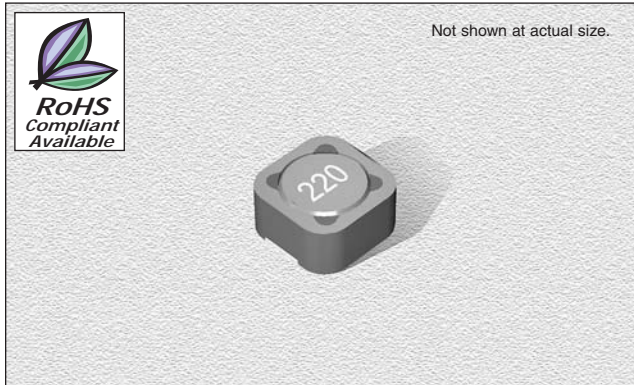 Not shown at actual size.
RoHS
Compliant
Available
220